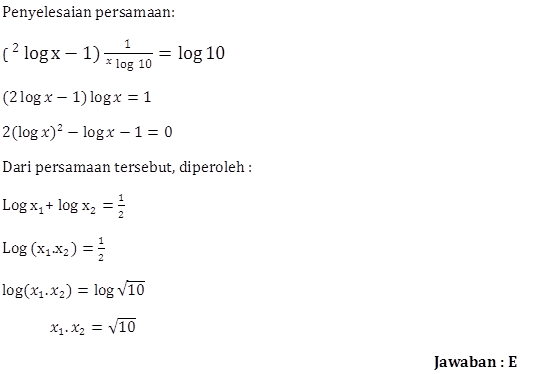 Penyelesaian persamaan:
( ² log x − 1) 1/(ˣ log 10) = log 10
(2 log x − 1) log x = 1
2(log x)² − log x − 1 = 0
Dari persamaan tersebut, diperoleh :
Log x₁ + log x₂ = 1/2
Log (x₁.x₂) = 1/2
log(x₁.x₂) = log √10
x₁.x₂ = √10
Jawaban : E